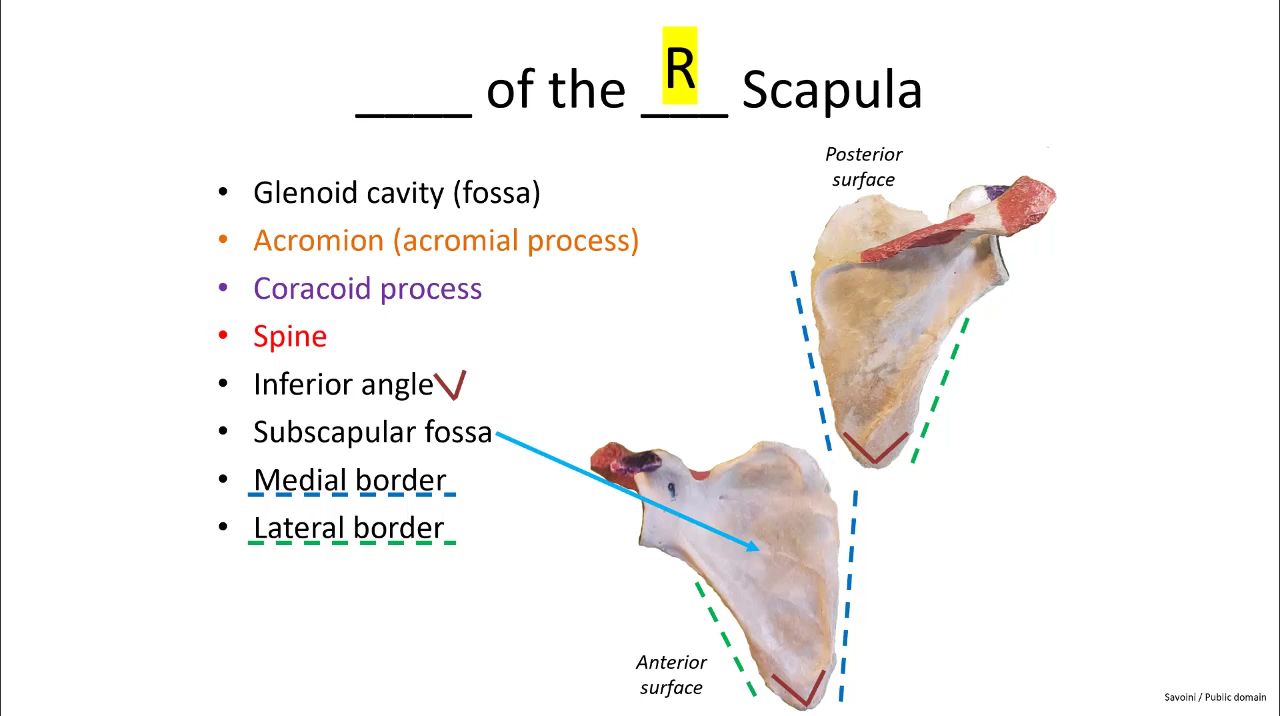 ____ of the ___ Scapula
R
Posterior
surface
• Glenoid cavity (fossa)
• Acromion (acromial process)
• Coracoid process
• Spine
• Inferior angle
• Subscapular fossa
• Medial border
• Lateral border
Anterior
surface
Savoini / Public domain